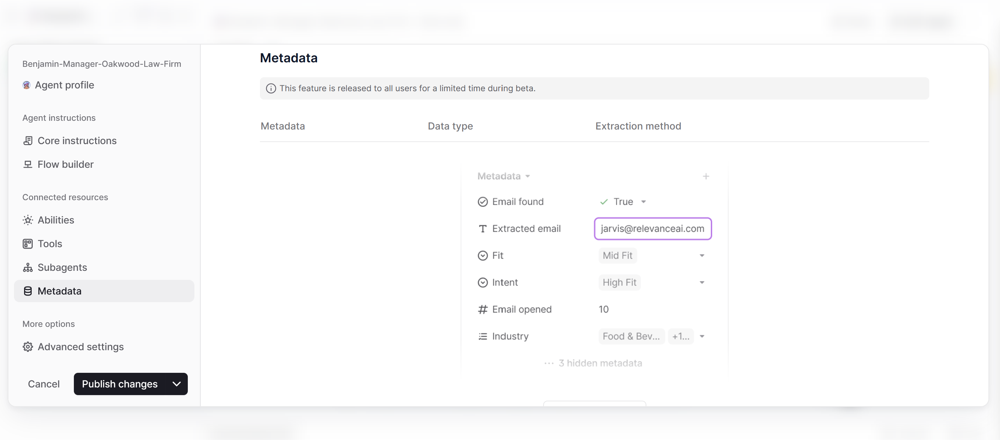 Benjamin-Manager-Oakwood-Law-Firm
Agent profile
Agent instructions
Core instructions
Flow builder
Connected resources
Abilities
Tools
Subagents
Metadata
More options
Advanced settings
Cancel
Publish changes
Metadata
This feature is released to all users for a limited time during beta.
Metadata Data type Extraction method
Metadata
Email found True
Extracted email jarvis@relevanceai.com
Fit Mid Fit
Intent High Fit
Email opened 10
Industry Food & Bev... +1...
··· 3 hidden metadata